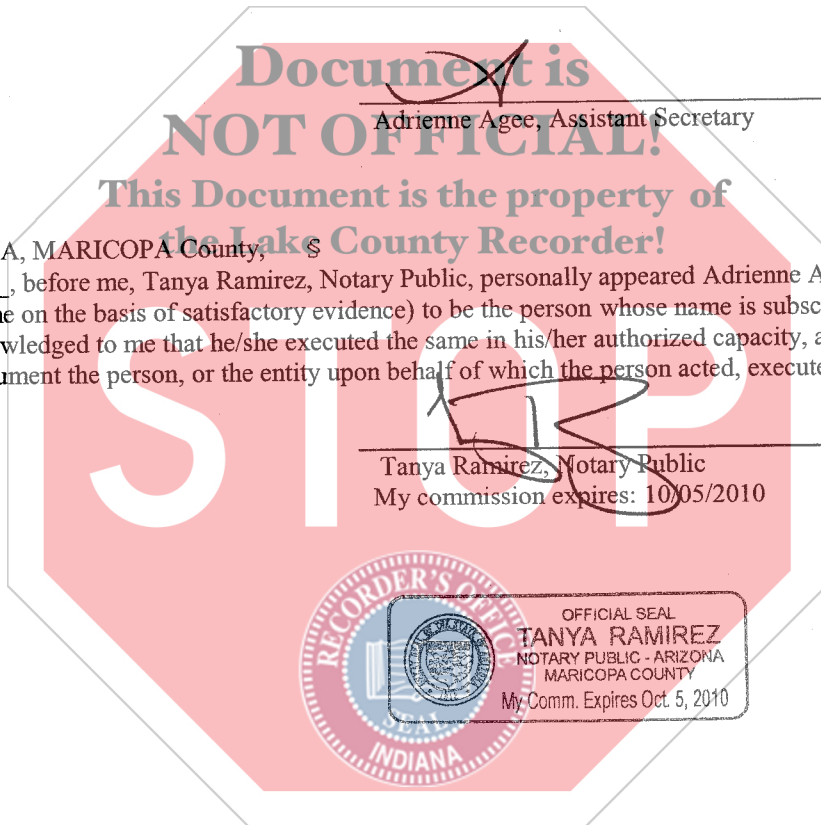 Document is
NOT OFFICIAL!
This Document is the property of
the Lake County Recorder!
STOP
Adrienne Agee, Assistant Secretary
A, MARICOPA County, §
, before me, Tanya Ramirez, Notary Public, personally appeared Adrienne A
e on the basis of satisfactory evidence) to be the person whose name is subsc
wledged to me that he/she executed the same in his/her authorized capacity, a
ument the person, or the entity upon behalf of which the person acted, execute
Tanya Ramirez, Notary Public
My commission expires: 10/05/2010
RECORDER'S OFFICE
SEAL
INDIANA
OFFICIAL SEAL
TANYA RAMIREZ
NOTARY PUBLIC - ARIZONA
MARICOPA COUNTY
My Comm. Expires Oct. 5, 2010